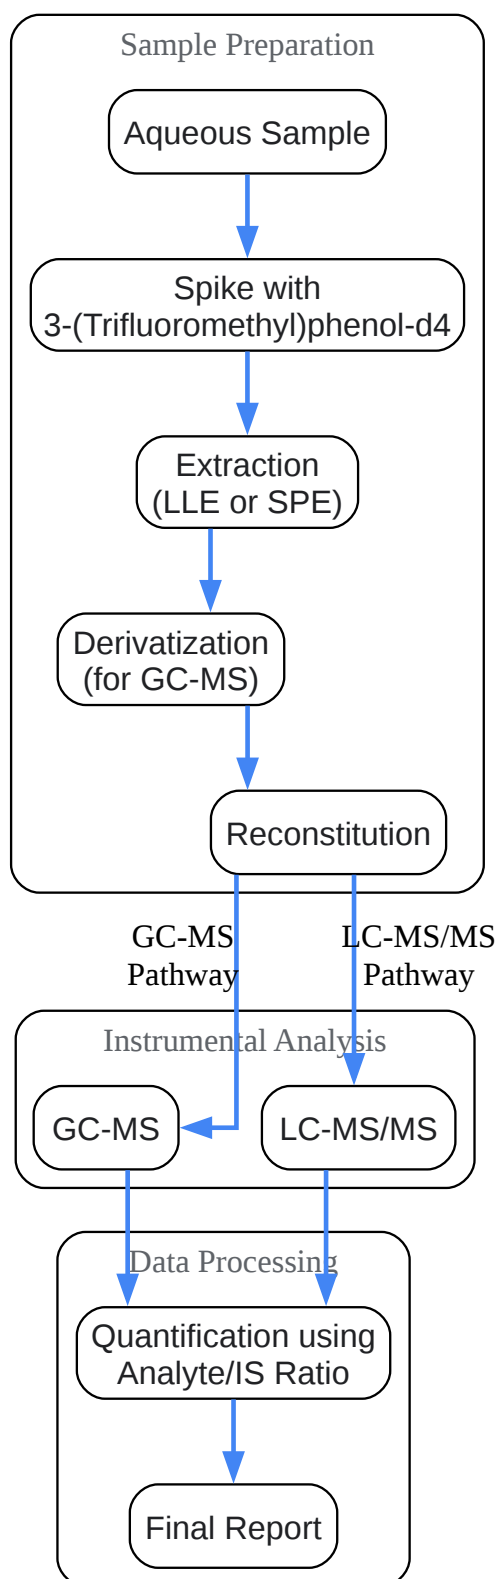 Sample Preparation
Aqueous Sample
Spike with
3-(Trifluoromethyl)phenol-d4
Extraction
(LLE or SPE)
Derivatization
(for GC-MS)
Reconstitution
GC-MS
Pathway
LC-MS/MS
Pathway
Instrumental Analysis
GC-MS
LC-MS/MS
Data Processing
Quantification using
Analyte/IS Ratio
Final Report